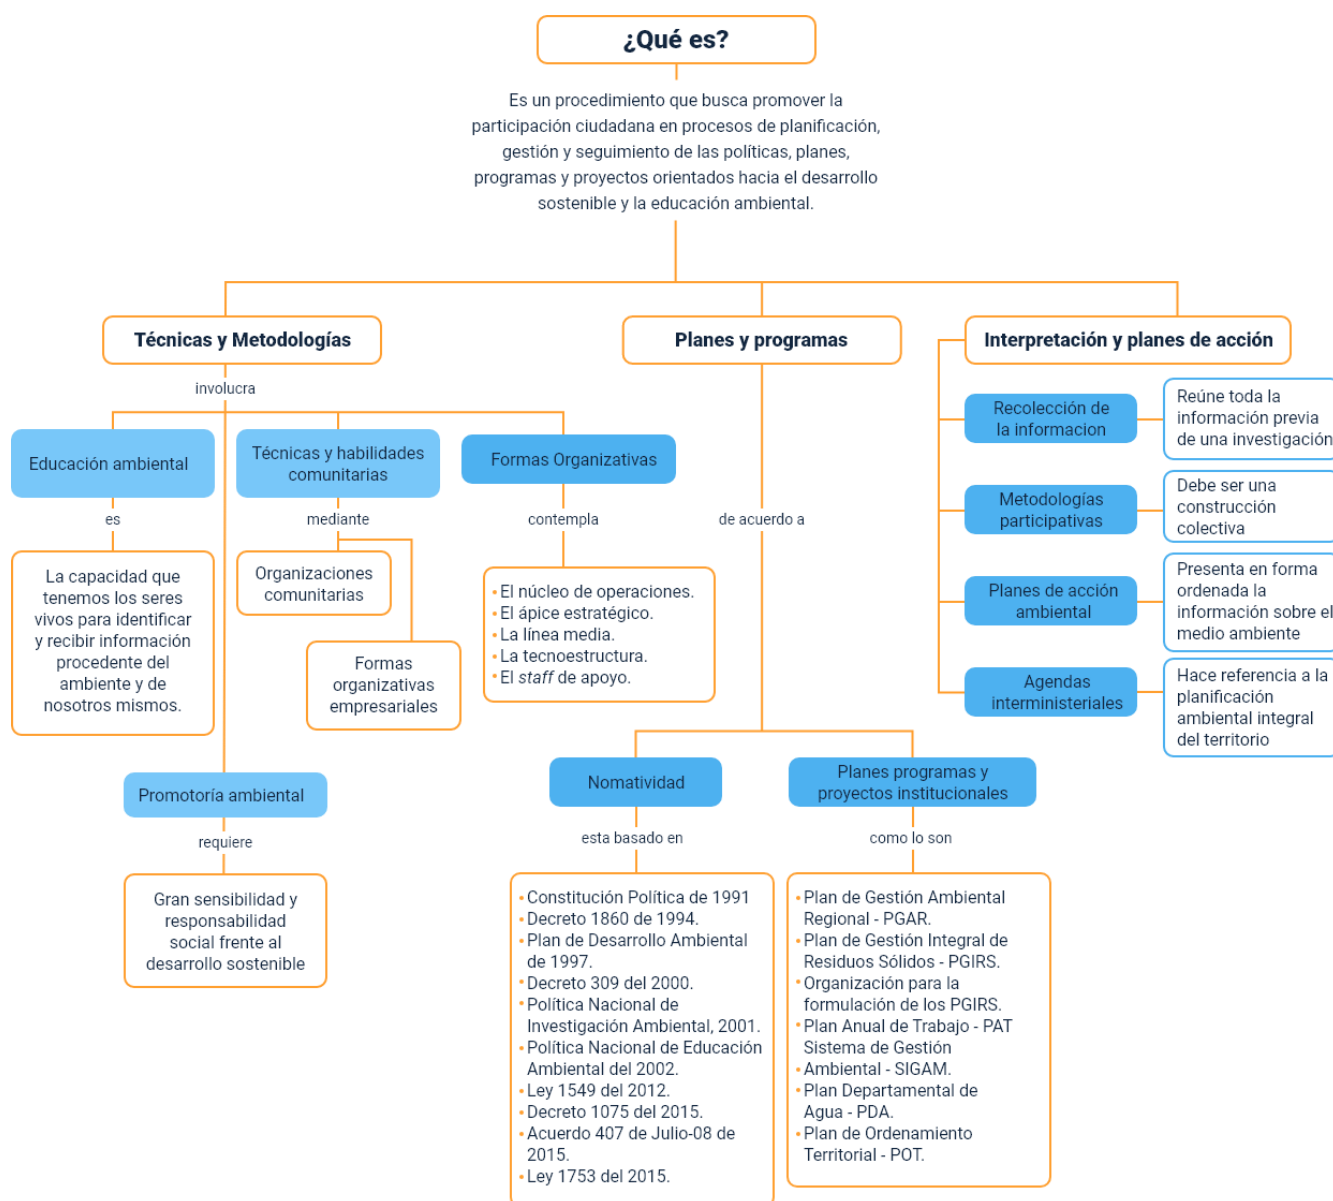 ¿Qué es?
Es un procedimiento que busca promover la
participación ciudadana en procesos de planificación,
gestión y seguimiento de las políticas, planes,
programas y proyectos orientados hacia el desarrollo
sostenible y la educación ambiental.
Técnicas y Metodologías
involucra
Educación ambiental
es
La capacidad que
tenemos los seres
vivos para identificar
y recibir información
procedente del
ambiente y de
nosotros mismos.
Técnicas y habilidades
comunitarias
mediante
Organizaciones
comunitarias
Formas
organizativas
empresariales
Formas Organizativas
contempla
• El núcleo de operaciones.
• El ápice estratégico.
• La línea media.
• La tecnoestructura.
• El staff de apoyo.
Promotoría ambiental
requiere
Gran sensibilidad y
responsabilidad
social frente al
desarrollo sostenible
Planes y programas
de acuerdo a
Nomatividad
esta basado en
• Constitución Política de 1991
• Decreto 1860 de 1994.
• Plan de Desarrollo Ambiental
de 1997.
• Decreto 309 del 2000.
• Política Nacional de
Investigación Ambiental, 2001.
• Política Nacional de Educación
Ambiental del 2002.
• Ley 1549 del 2012.
• Decreto 1075 del 2015.
• Acuerdo 407 de Julio-08 de
2015.
• Ley 1753 del 2015.
Planes programas y
proyectos institucionales
como lo son
• Plan de Gestión Ambiental
Regional - PGAR.
• Plan de Gestión Integral de
Residuos Sólidos - PGIRS.
• Organización para la
formulación de los PGIRS.
• Plan Anual de Trabajo - PAT
Sistema de Gestión
• Ambiental - SIGAM.
• Plan Departamental de
Agua - PDA.
• Plan de Ordenamiento
Territorial - POT.
Interpretación y planes de acción
Recolección de
la informacion
Reúne toda la
información previa
de una investigación
Metodologías
participativas
Debe ser una
construcción
colectiva
Planes de acción
ambiental
Presenta en forma
ordenada la
información sobre el
medio ambiente
Agendas
interministeriales
Hace referencia a la
planificación
ambiental integral
del territorio